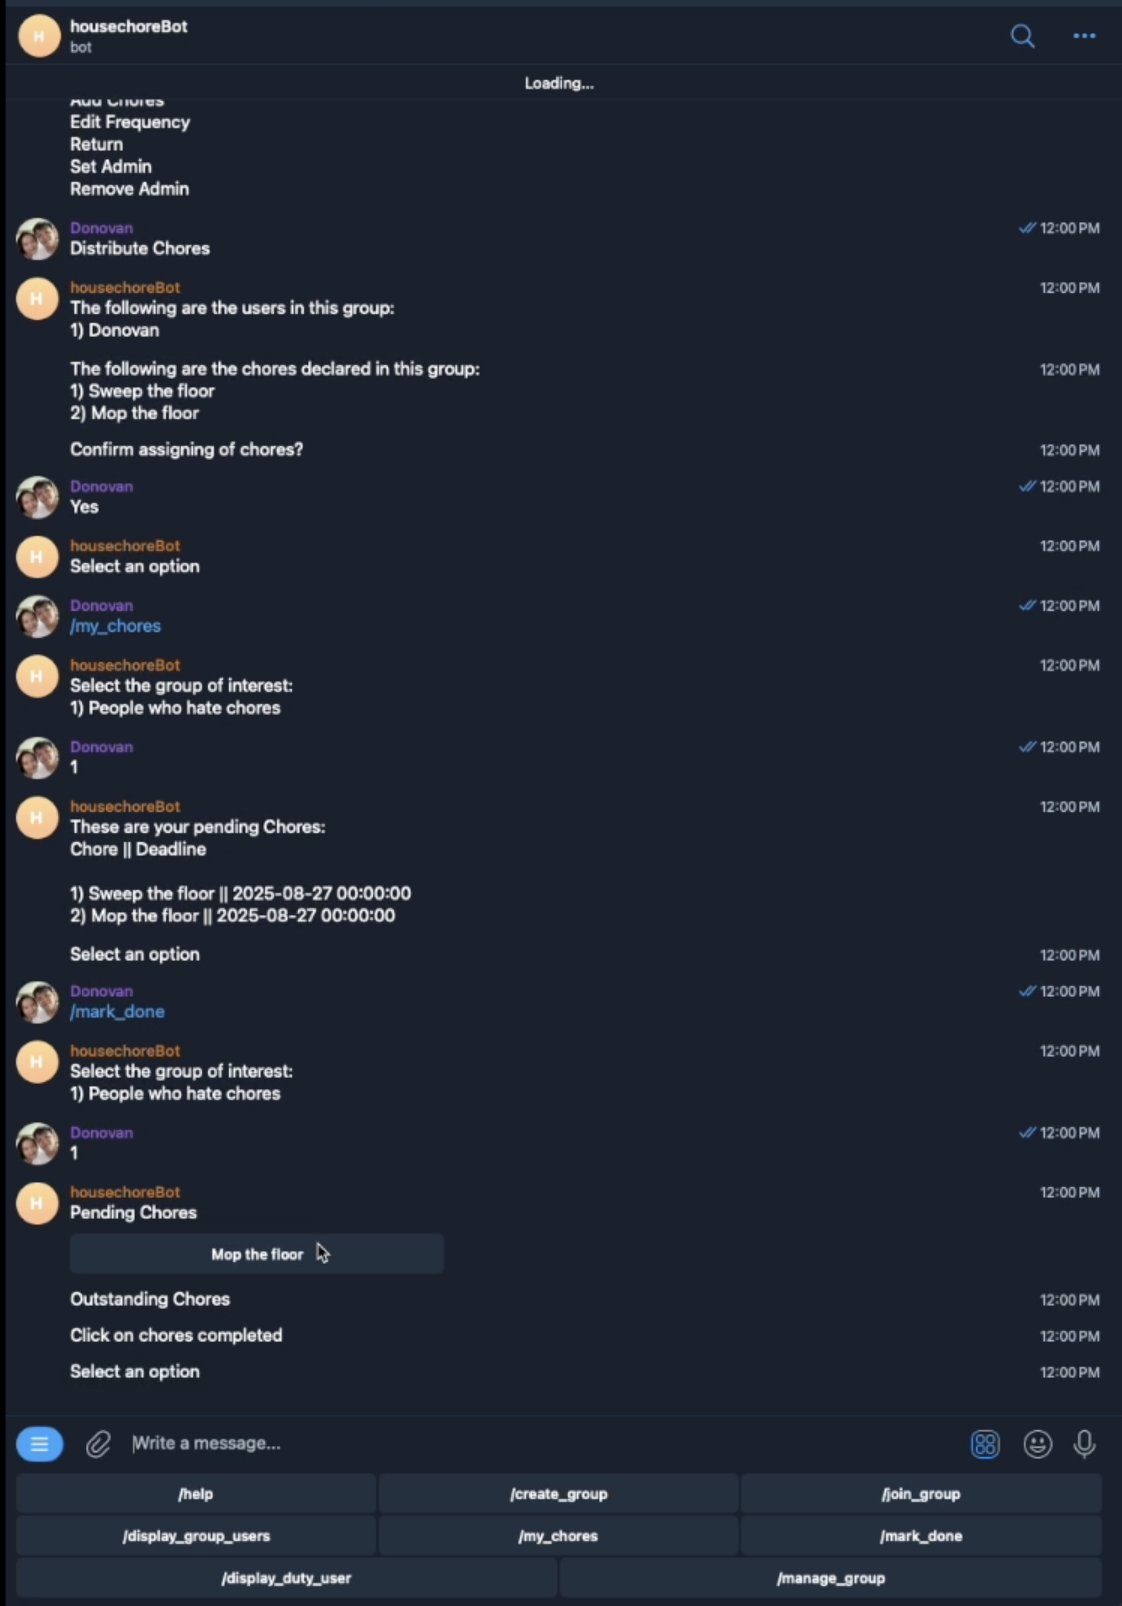 H
housechoreBot
bot
Loading...
Add Chores
Edit Frequency
Return
Set Admin
Remove Admin
Donovan
12:00 PM
Distribute Chores
H
housechoreBot
12:00 PM
The following are the users in this group:
1) Donovan
The following are the chores declared in this group:
12:00 PM
1) Sweep the floor
2) Mop the floor
Confirm assigning of chores?
12:00 PM
Donovan
12:00 PM
Yes
H
housechoreBot
12:00 PM
Select an option
Donovan
12:00 PM
/my_chores
H
housechoreBot
12:00 PM
Select the group of interest:
1) People who hate chores
Donovan
12:00 PM
1
H
housechoreBot
12:00 PM
These are your pending Chores:
Chore || Deadline
1) Sweep the floor || 2025-08-27 00:00:00
2) Mop the floor || 2025-08-27 00:00:00
Select an option
12:00 PM
Donovan
12:00 PM
/mark_done
H
housechoreBot
12:00 PM
Select the group of interest:
1) People who hate chores
Donovan
12:00 PM
1
H
housechoreBot
12:00 PM
Pending Chores
Mop the floor
Outstanding Chores
12:00 PM
Click on chores completed
12:00 PM
Select an option
12:00 PM
Write a message...
/help
/create_group
/join_group
/display_group_users
/my_chores
/mark_done
/display_duty_user
/manage_group